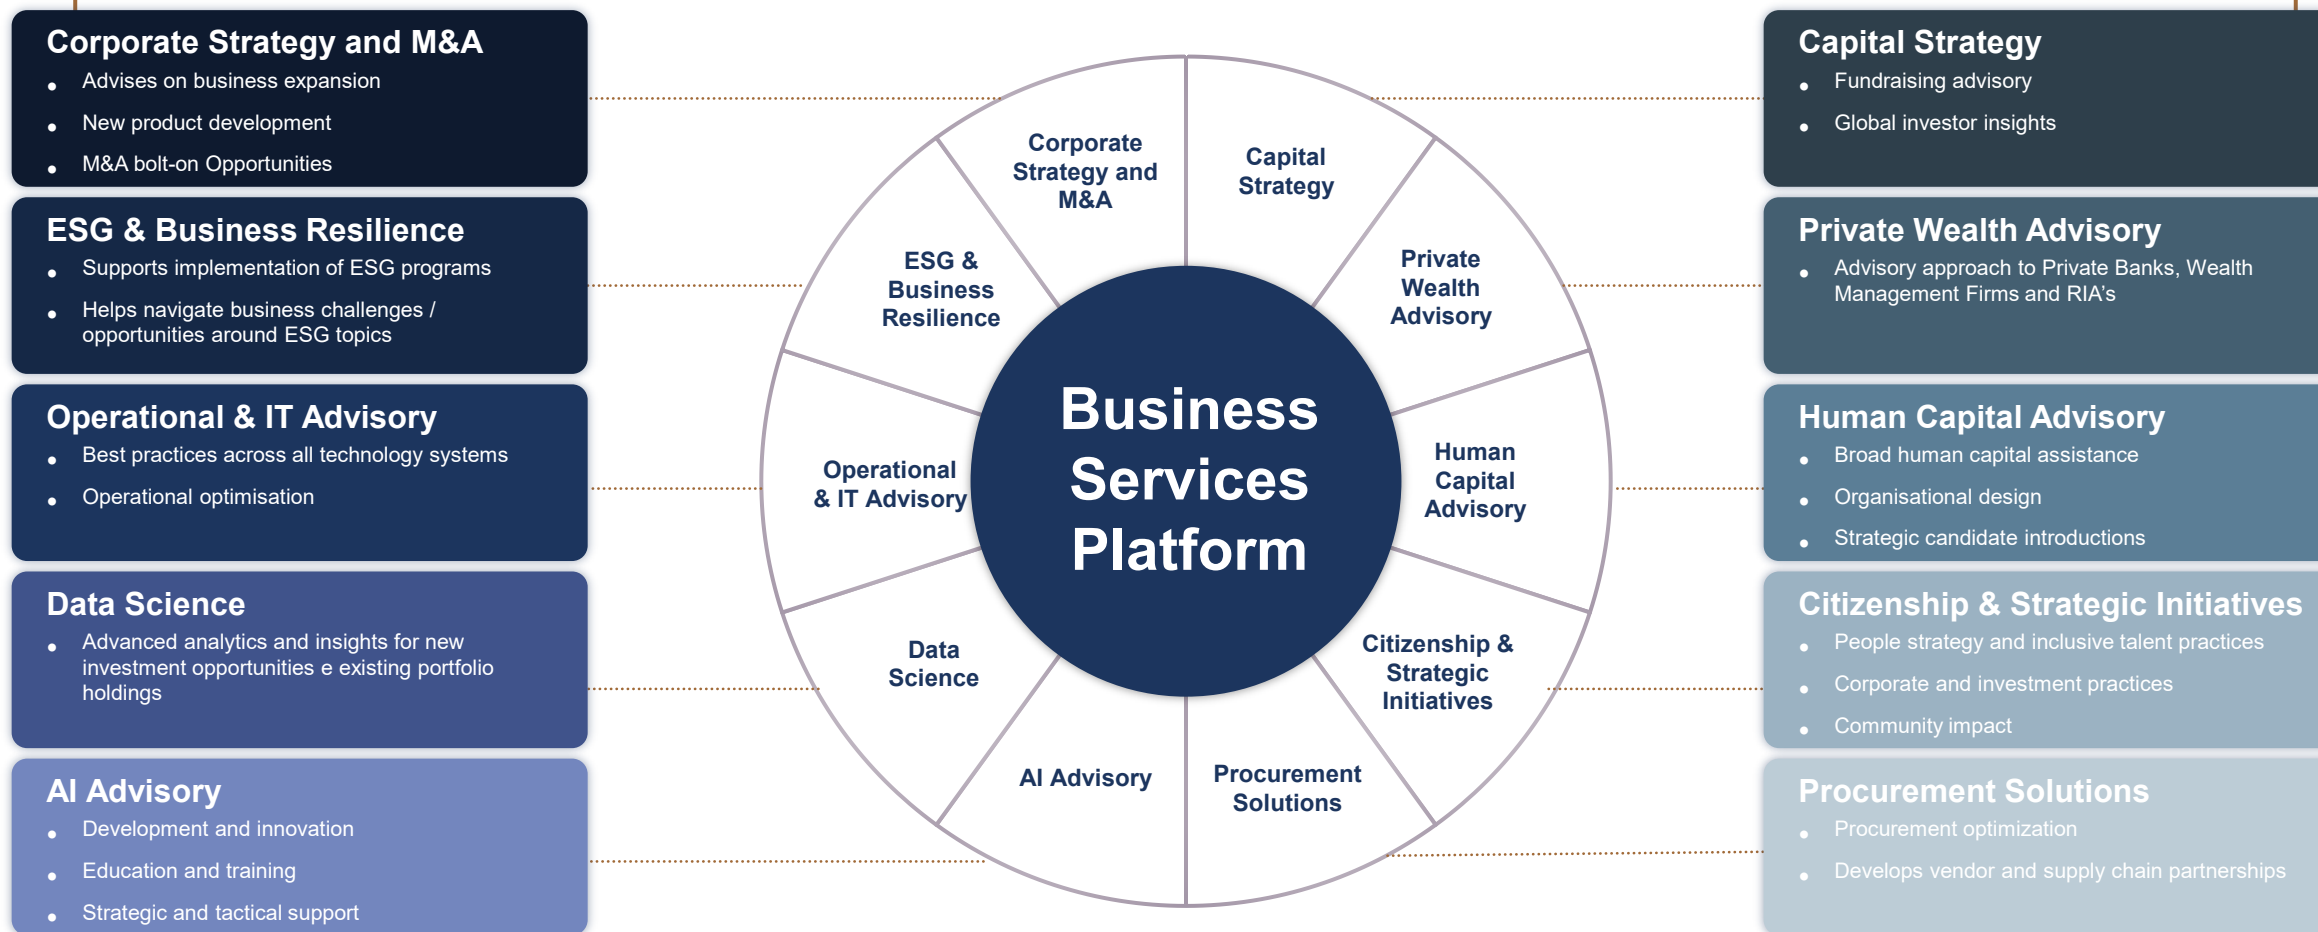 Corporate Strategy and M&A
• Advises on business expansion
• New product development
• M&A bolt-on Opportunities
ESG & Business Resilience
• Supports implementation of ESG programs
• Helps navigate business challenges /
opportunities around ESG topics
Operational & IT Advisory
• Best practices across all technology systems
• Operational optimisation
Data Science
• Advanced analytics and insights for new
investment opportunities e existing portfolio
holdings
AI Advisory
• Development and innovation
• Education and training
• Strategic and tactical support
Corporate
Strategy and
M&A
Capital
Strategy
ESG &
Business
Resilience
Private
Wealth
Advisory
Operational
& IT Advisory
Business
Services
Platform
Human
Capital
Advisory
Data
Science
Citizenship &
Strategic
Initiatives
AI Advisory
Procurement
Solutions
Capital Strategy
• Fundraising advisory
• Global investor insights
Private Wealth Advisory
• Advisory approach to Private Banks, Wealth
Management Firms and RIA’s
Human Capital Advisory
• Broad human capital assistance
• Organisational design
• Strategic candidate introductions
Citizenship & Strategic Initiatives
• People strategy and inclusive talent practices
• Corporate and investment practices
• Community impact
Procurement Solutions
• Procurement optimization
• Develops vendor and supply chain partnerships